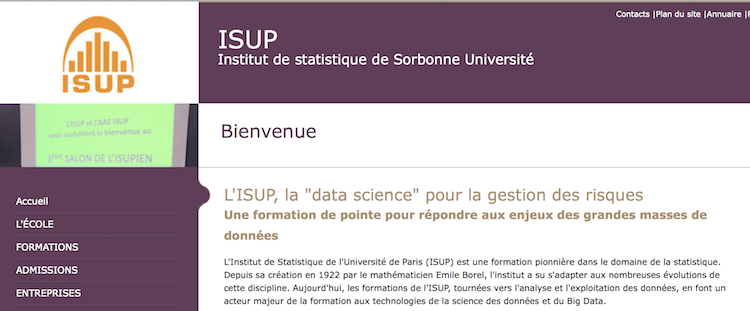 Contacts |Plan du site |Annuaire |
ISUP
ISUP
Institut de statistique de Sorbonne Université
L'ISUP et L'AAE ISUP
vous souhaitent la bienvenue au
3ÈME SALON DE L'ISUPIEN
Bienvenue
Accueil
L'ÉCOLE
FORMATIONS
ADMISSIONS
ENTREPRISES
L'ISUP, la "data science" pour la gestion des risques
Une formation de pointe pour répondre aux enjeux des grandes masses de
données
L'Institut de Statistique de l'Université de Paris (ISUP) est une formation pionnière dans le domaine de la statistique.
Depuis sa création en 1922 par le mathématicien Emile Borel, l'institut a su s'adapter aux nombreuses évolutions de
cette discipline. Aujourd'hui, les formations de l'ISUP, tournées vers l'analyse et l'exploitation des données, en font un
acteur majeur de la formation aux technologies de la science des données et du Big Data.